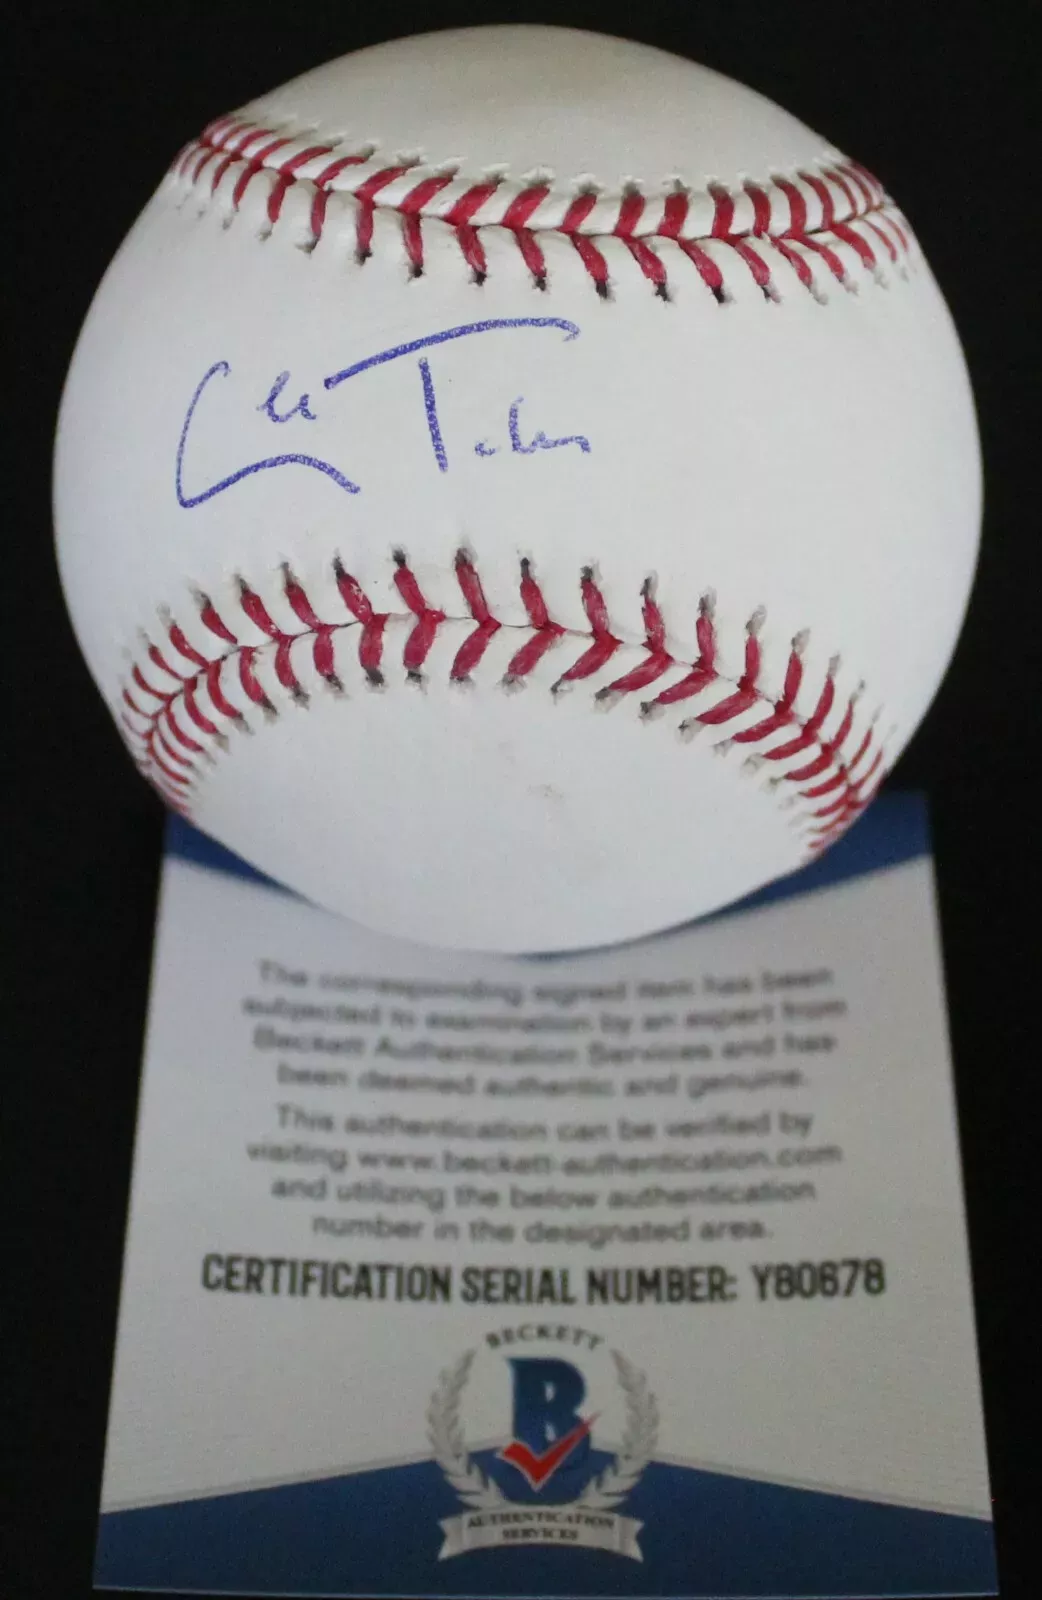 The corresponding signed item has been
subjected to examination by an expert from
Beckett Authentication Services and has
been deemed authentic and genuine.
This authentication can be verified by
visiting www.beckett-authentication.com
and utilizing the below authentication
number in the designated area.
CERTIFICATION SERIAL NUMBER: Y80678
BECKETT
B
AUTHENTICATION
SERVICES